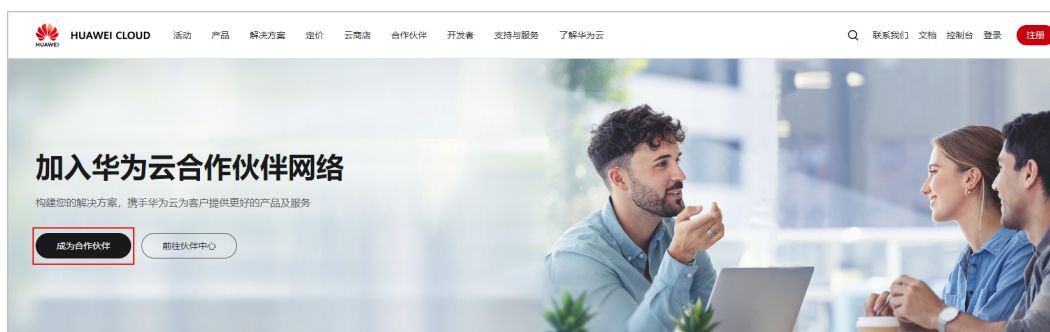 HUAWEI
HUAWEI CLOUD 活动 产品 解决方案 定价 云商店 合作伙伴 开发者 支持与服务 了解华为云 联系我们 文档 控制台 登录 注册
加入华为云合作伙伴网络
构建您的解决方案，携手华为云为客户提供更好的产品及服务
成为合作伙伴 前往伙伴中心